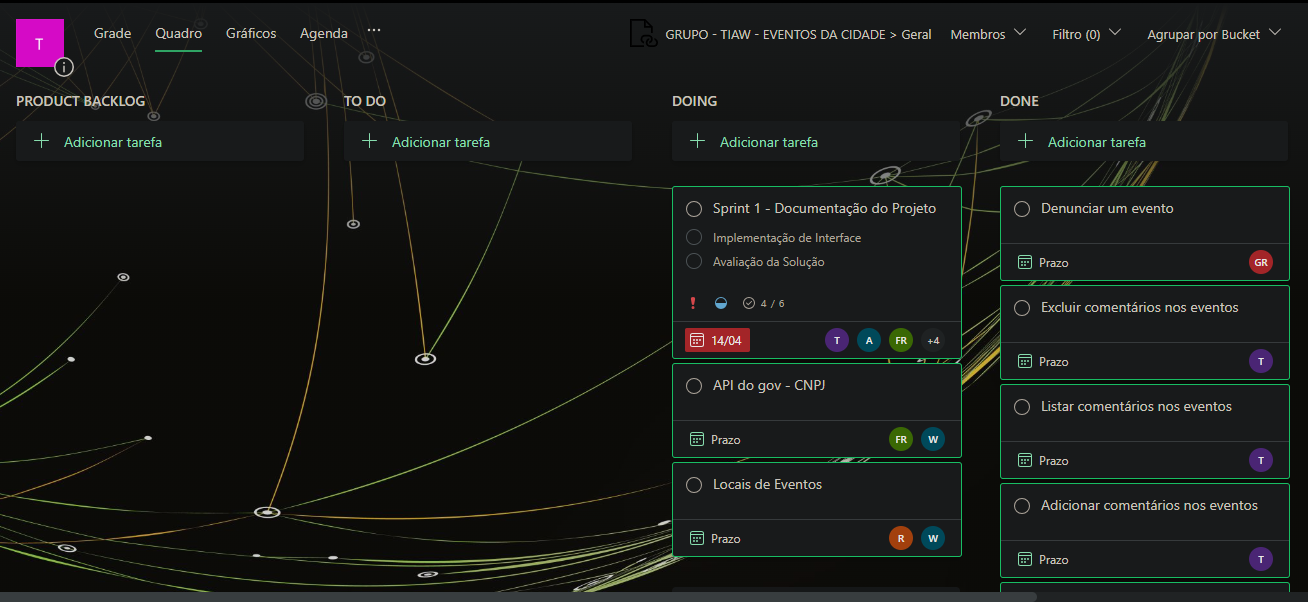 T
Grade
Quadro
Gráficos
Agenda
...
GRUPO - TIAW - EVENTOS DA CIDADE > Geral
Membros
Filtro (0)
Agrupar por Bucket
PRODUCT BACKLOG
Adicionar tarefa
TO DO
Adicionar tarefa
DOING
Adicionar tarefa
Sprint 1 - Documentação do Projeto
Implementação de Interface
Avaliação da Solução
4 / 6
14/04
T
A
FR
+4
API do gov - CNPJ
Prazo
FR
W
Locais de Eventos
Prazo
R
W
DONE
Adicionar tarefa
Denunciar um evento
Prazo
GR
Excluir comentários nos eventos
Prazo
T
Listar comentários nos eventos
Prazo
T
Adicionar comentários nos eventos
Prazo
T